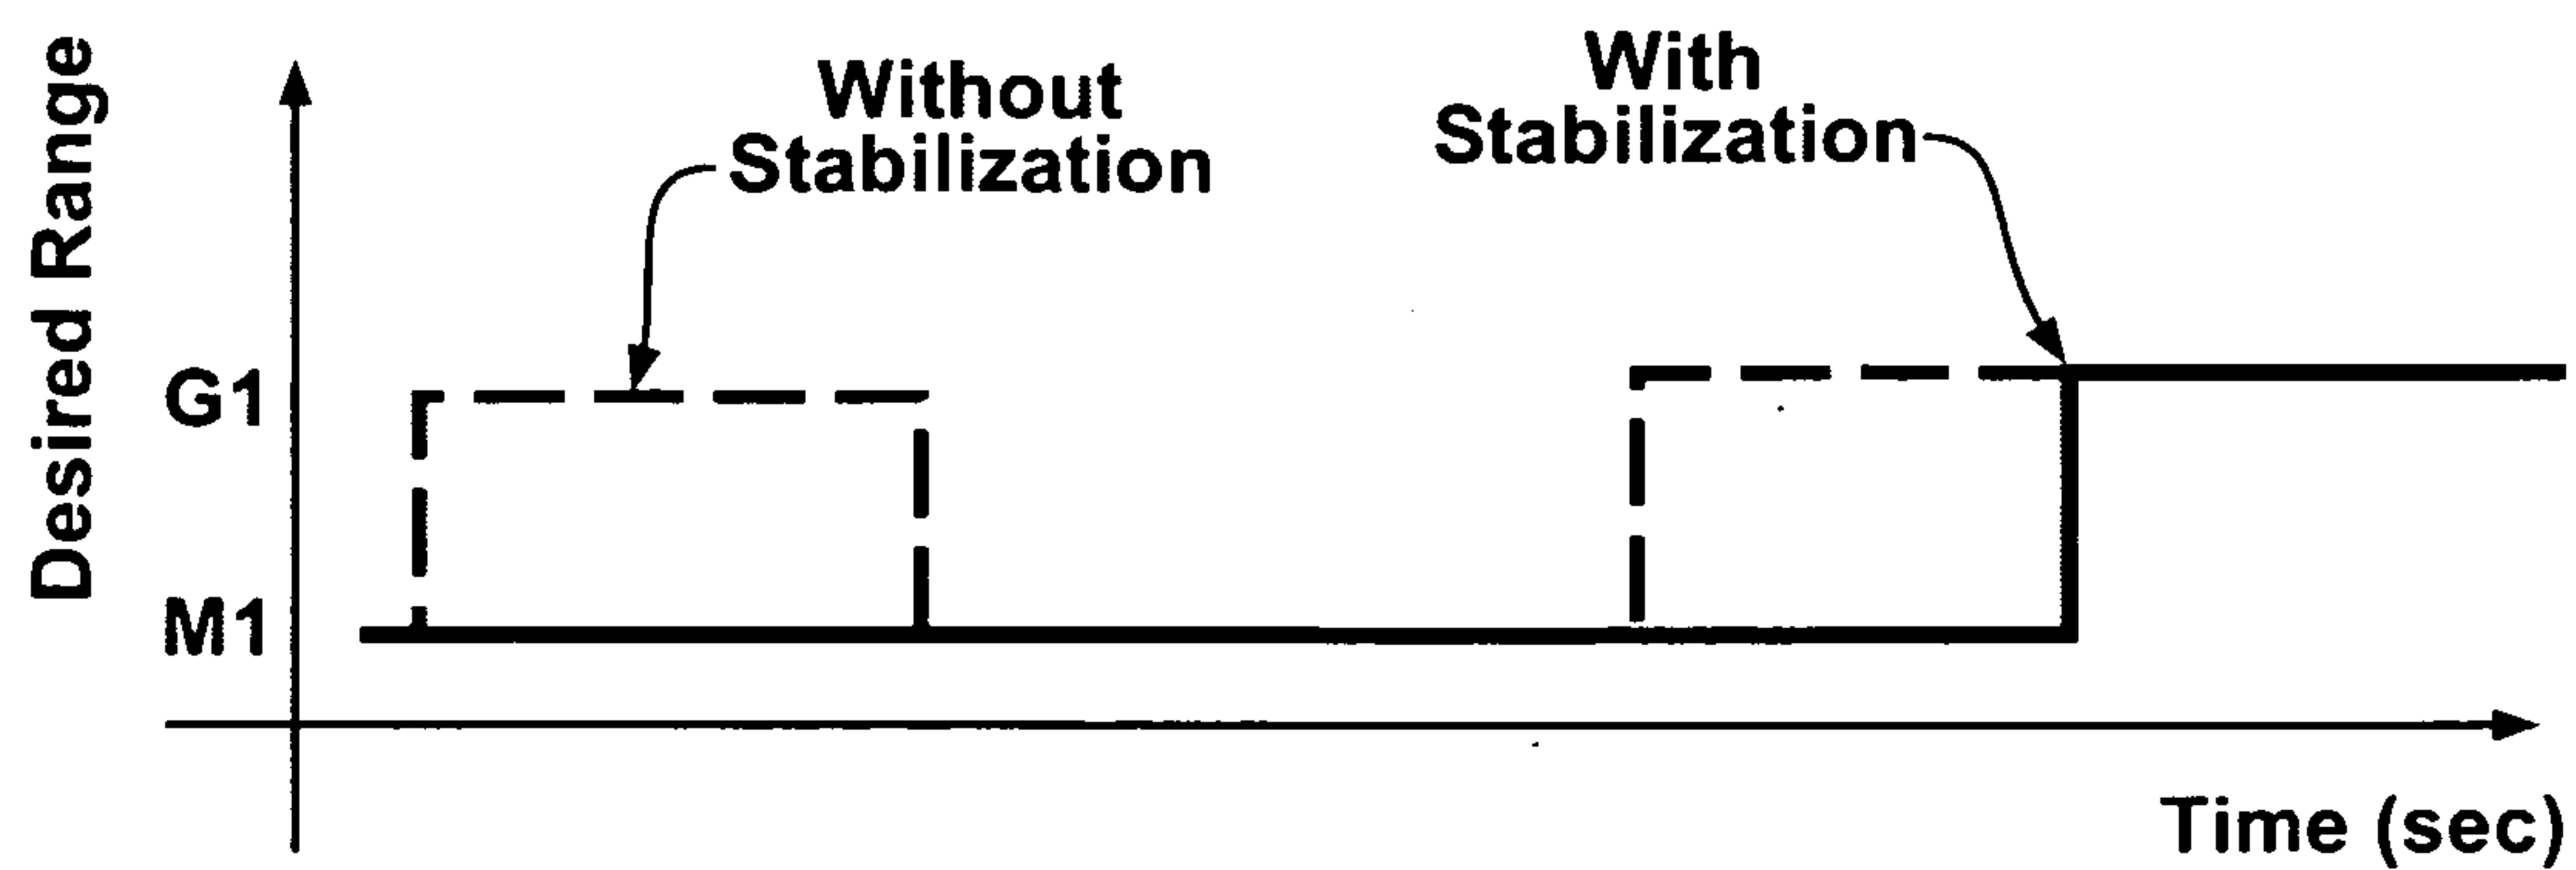 Desired Range
Without
Stabilization
With
Stabilization
G1
M1
Time (sec)